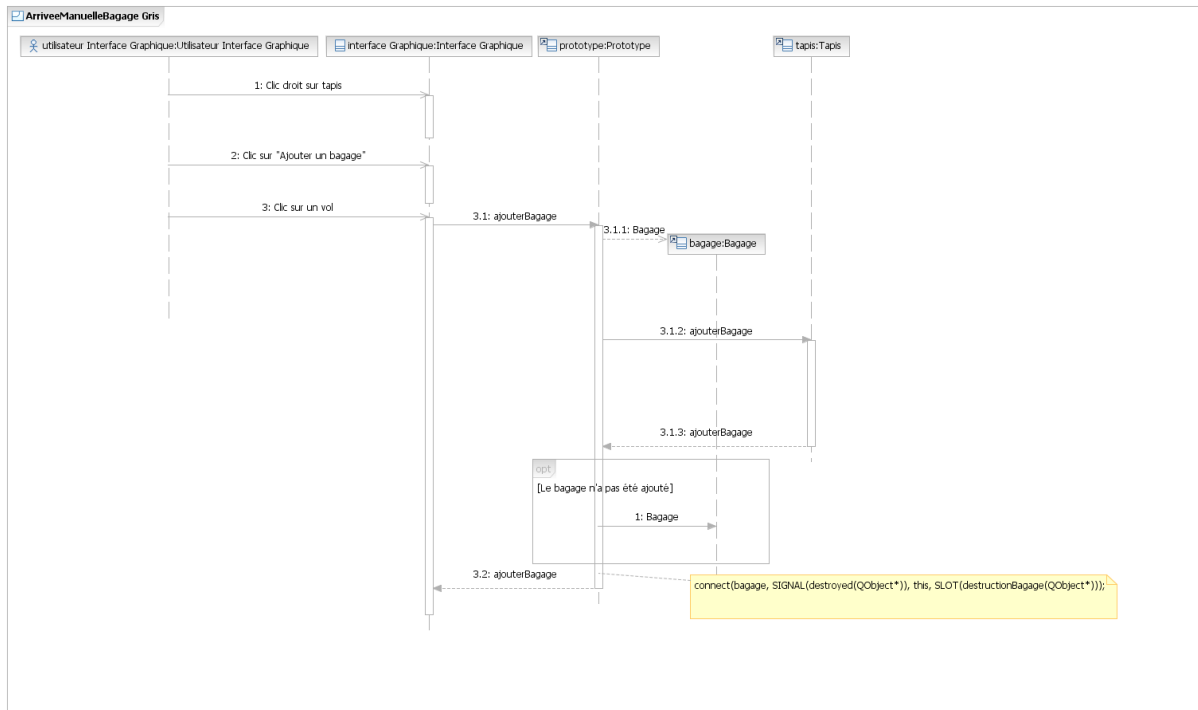 ArriveeManuelleBagage Gris
utilisateur Interface Graphique:Utilisateur Interface Graphique
interface Graphique:Interface Graphique
prototype:Prototype
tapis:Tapis
1: Clic droit sur tapis
2: Clic sur "Ajouter un bagage"
3: Clic sur un vol
3.1: ajouterBagage
3.1.1: Bagage
bagage:Bagage
3.1.2: ajouterBagage
3.1.3: ajouterBagage
opt
[Le bagage n'a pas été ajouté]
1: Bagage
3.2: ajouterBagage
connect(bagage, SIGNAL(destroyed(QObject*)), this, SLOT(destructionBagage(QObject*)));